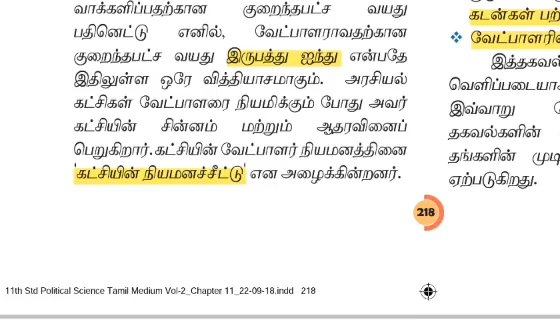 வாக்களிப்பதற்கான குறைந்தபட்ச வயது
பதினெட்டு எனில், வேட்பாளராவதற்கான
குறைந்தபட்ச வயது இருபத்து ஐந்து என்பதே
இதிலுள்ள ஒரே வித்தியாசமாகும். அரசியல்
கட்சிகள் வேட்பாளரை நியமிக்கும் போது அவர்
கட்சியின் சின்னம் மற்றும் ஆதரவினைப்
பெறுகிறார். கட்சியின் வேட்பாளர் நியமனத்தினை
'கட்சியின் நியமனச்சீட்டு' என அழைக்கின்றனர்.
கடன்கள் பற்
❖ வேட்பாளரின்
இத்தகவல்
வெளிப்படையாக
இவ்வாறு
தகவல்களின்
தங்களின் முடி
ஏற்படுகிறது.
218
11th Std Political Science Tamil Medium Vol-2_Chapter 11_22-09-18.indd 218